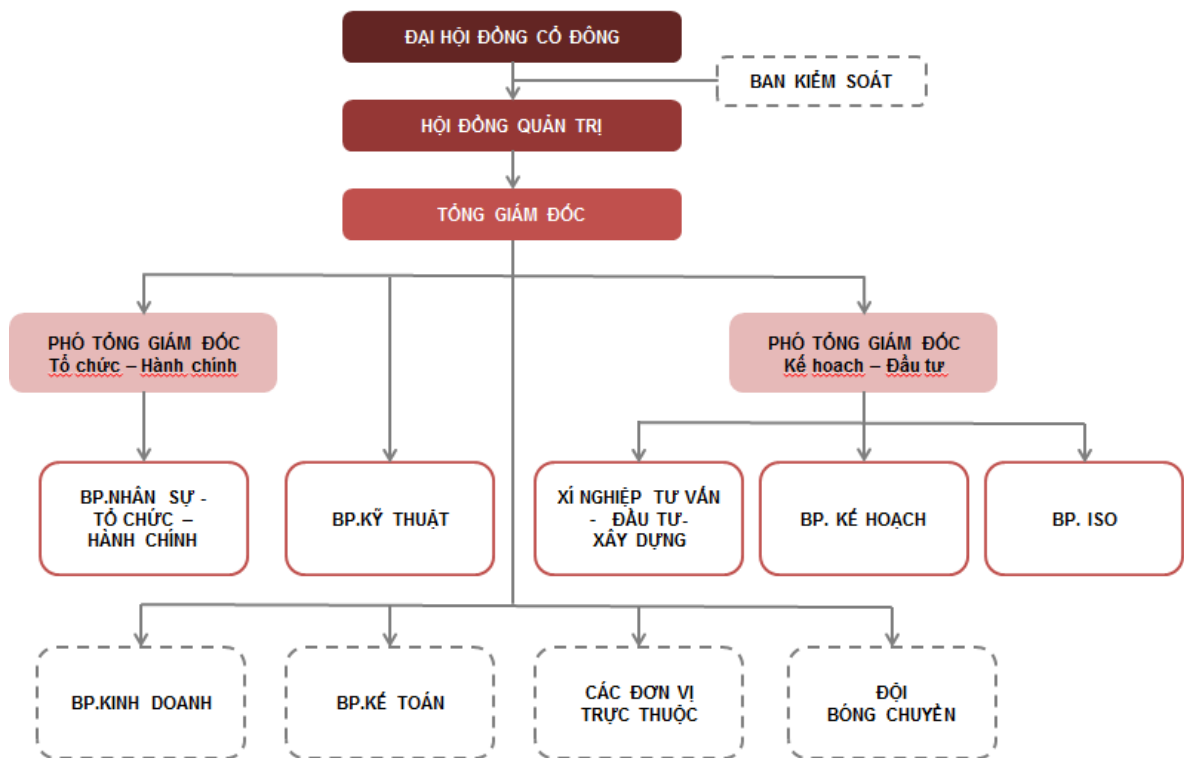 ĐẠI HỘI ĐỒNG CỔ ĐÔNG
BAN KIỂM SOÁT
HỘI ĐỒNG QUẢN TRỊ
TỔNG GIÁM ĐỐC
PHÓ TỔNG GIÁM ĐỐC
Tổ chức – Hành chính
PHÓ TỔNG GIÁM ĐỐC
Kế hoạch – Đầu tư
BP.NHÂN SỰ -
TỔ CHỨC –
HÀNH CHÍNH
BP.KỸ THUẬT
XÍ NGHIỆP TƯ VẤN
- ĐẦU TƯ-
XÂY DỰNG
BP. KẾ HOẠCH
BP. ISO
BP.KINH DOANH
BP.KẾ TOÁN
CÁC ĐƠN VỊ
TRỰC THUỘC
ĐỘI
BÓNG CHUYỀN